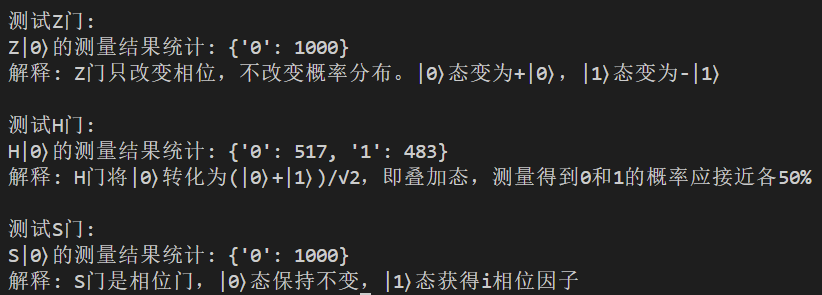 测试Z门:
Z|0⟩的测量结果统计: {'0': 1000}
解释: Z门只改变相位，不改变概率分布。|0⟩态变为+|0⟩，|1⟩态变为-|1⟩
测试H门:
H|0⟩的测量结果统计: {'0': 517, '1': 483}
解释: H门将|0⟩转化为(|0⟩+|1⟩)/√2，即叠加态，测量得到0和1的概率应接近各50%
测试S门:
S|0⟩的测量结果统计: {'0': 1000}
解释: S门是相位门，|0⟩态保持不变，|1⟩态获得i相位因子